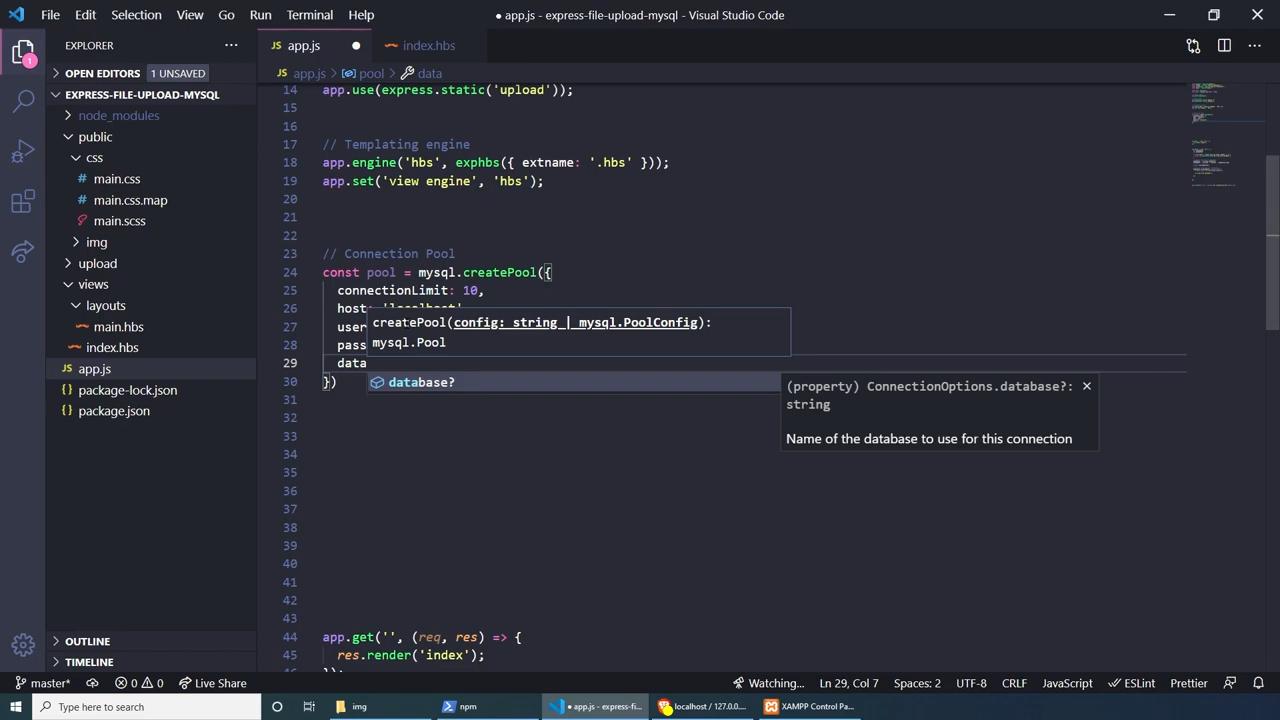 File Edit Selection View Go Run Terminal Help
● app.js - express-file-upload-mysql - Visual Studio Code
EXPLORER
JS app.js
index.hbs
1
OPEN EDITORS 1 UNSAVED
JS app.js > pool > data
EXPRESS-FILE-UPLOAD-MYSQL
node_modules
public
css
# main.css
# main.css.map
main.scss
img
upload
views
layouts
main.hbs
index.hbs
JS app.js
{} package-lock.json
{} package.json
OUTLINE
TIMELINE
14 app.use(express.static('upload'));
15
16
17 // Templating engine
18 app.engine('hbs', exphbs({ extname: '.hbs' }));
19 app.set('view engine', 'hbs');
20
21
22
23 // Connection Pool
24 const pool = mysql.createPool({
25 connectionLimit: 10,
26 host: 'localhost'
27 user
28 pass
29 data
30 })
31
32
33
34
35
36
37
38
39
40
41
42
43
44 app.get('', (req, res) => {
45 res.render('index');
createPool(config: string | mysql.PoolConfig):
mysql.Pool
database?
(property) ConnectionOptions.database?:
string
Name of the database to use for this connection
master* 0 0 Live Share
Watching... Ln 29, Col 7 Spaces: 2 UTF-8 CRLF JavaScript ESLint Prettier
Type here to search
img
npm
● app.js - express-fi...
localhost / 127.0.0....
XAMPP Control Pa...